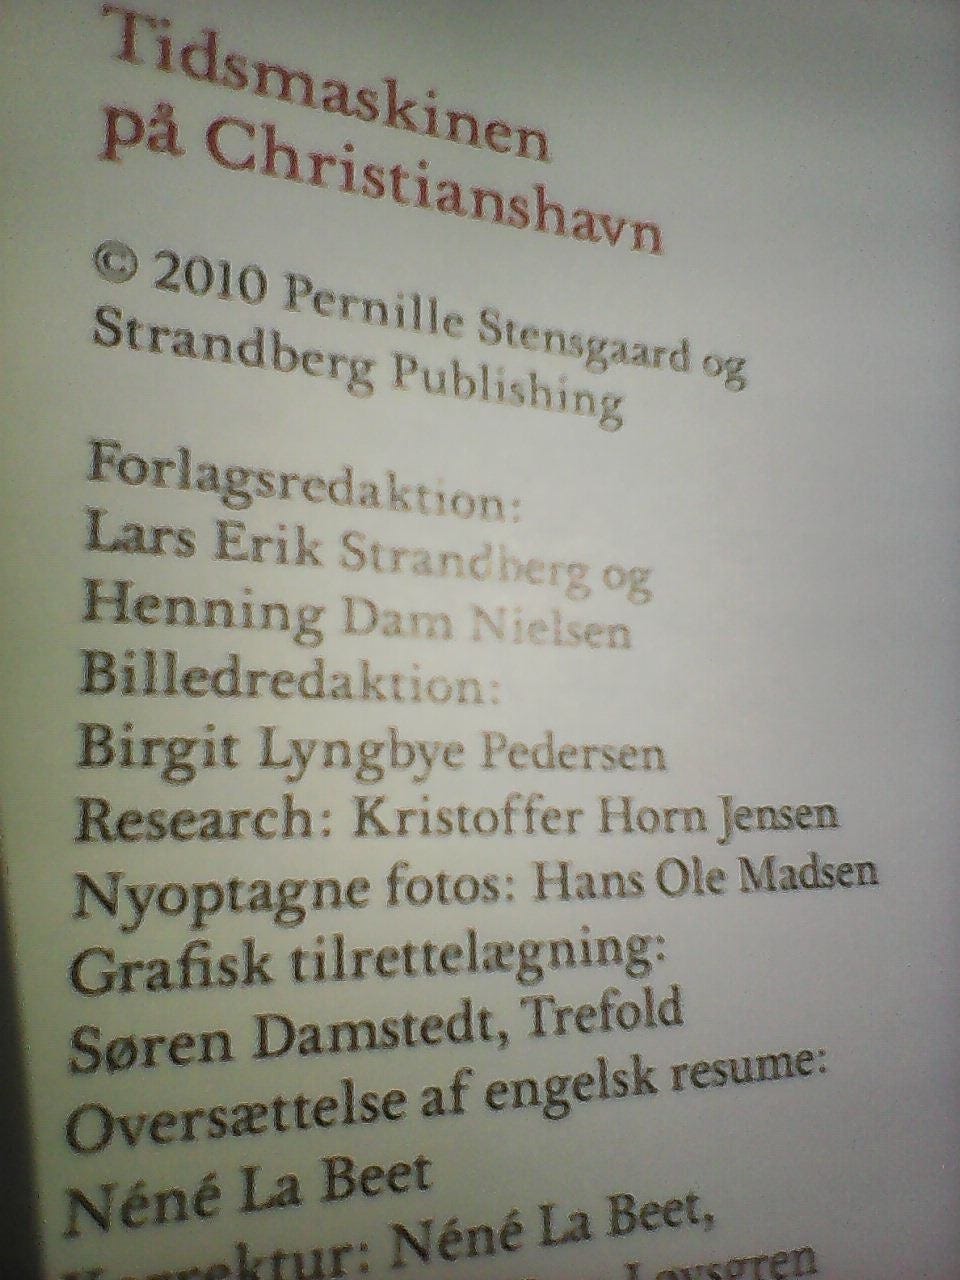 Tidsmaskinen
på Christianshavn
© 2010 Pernille Stensgaard og
Strandberg Publishing
Forlagsredaktion:
Lars Erik Strandberg og
Henning Dam Nielsen
Billedredaktion:
Birgit Lyngbye Pedersen
Research: Kristoffer Horn Jensen
Nyoptagne fotos: Hans Ole Madsen
Grafisk tilrettelægning:
Søren Damstedt, Trefold
Oversættelse af engelsk resume:
Néné La Beet
Korrektur: Néné La Beet,